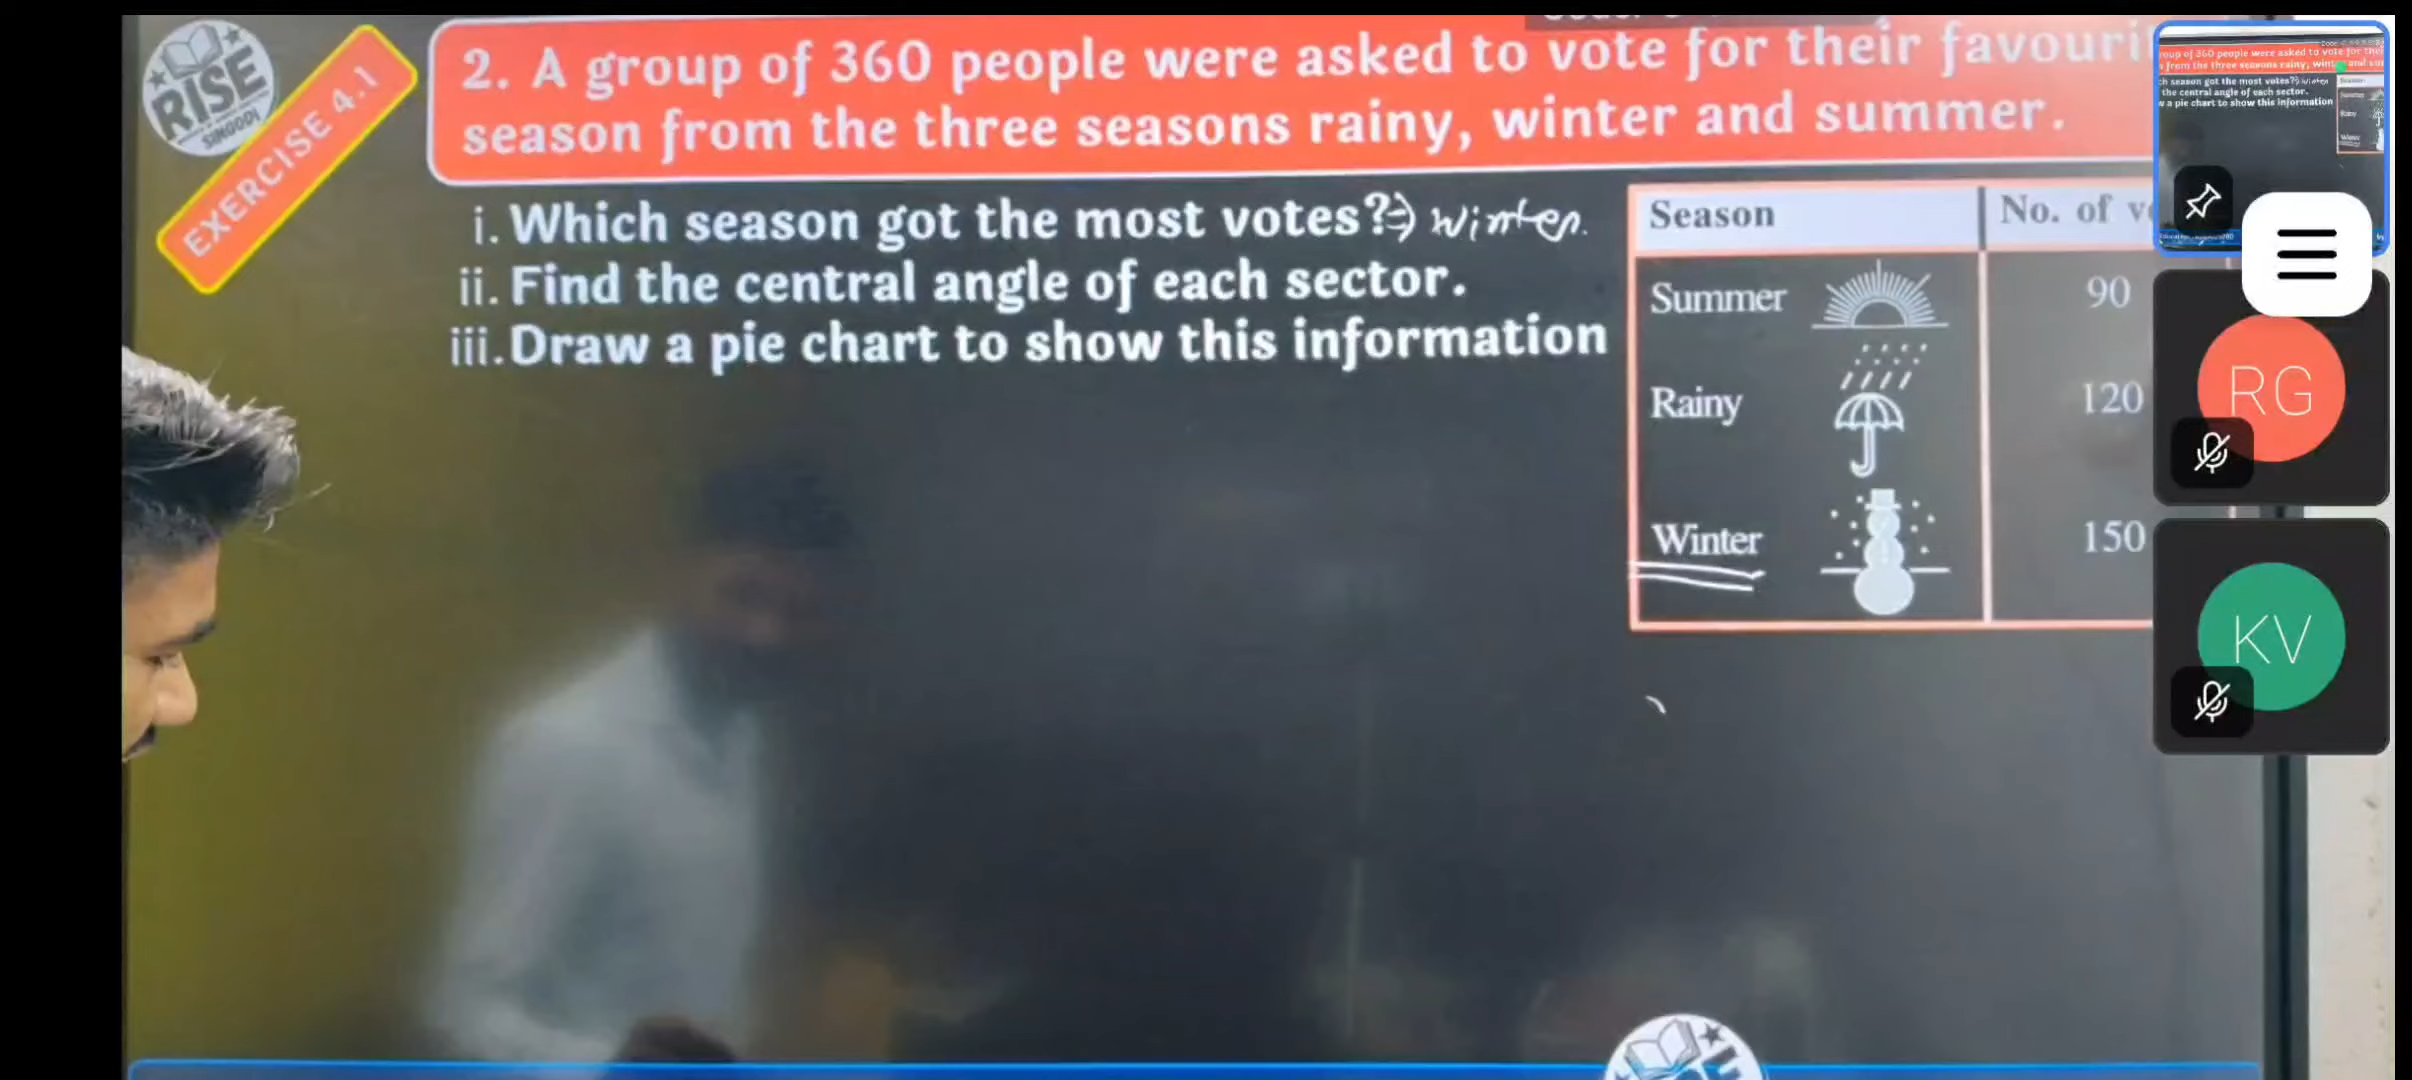 RISE
SINGODI
EXERCISE 4.1
2. A group of 360 people were asked to vote for their favouri
season from the three seasons rainy, winter and summer.
i. Which season got the most votes? ⇒ winter.
ii. Find the central angle of each sector.
iii. Draw a pie chart to show this information
Season No. of v
Summer 90
Rainy 120
Winter 150
RG
KV